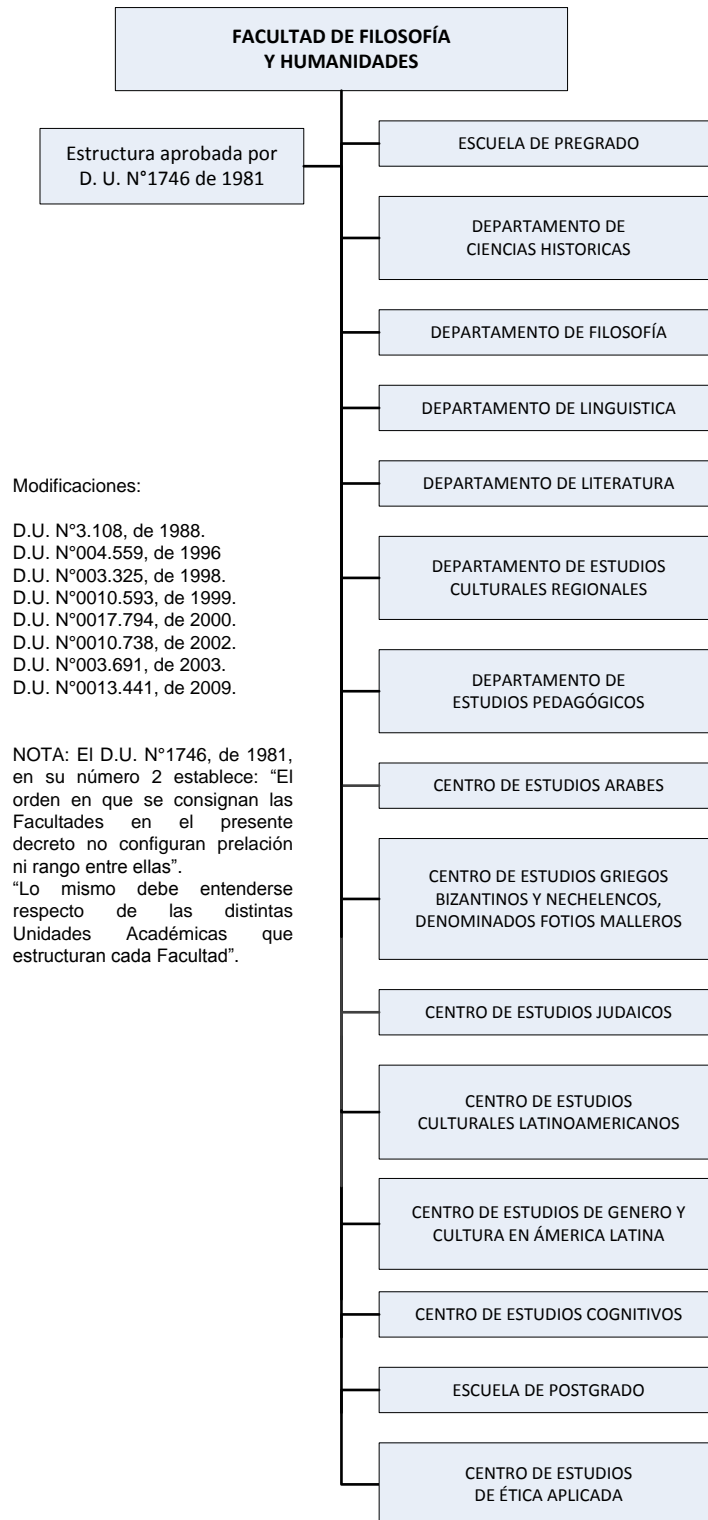 FACULTAD DE FILOSOFÍA
Y HUMANIDADES
Estructura aprobada por
D. U. N°1746 de 1981
ESCUELA DE PREGRADO
DEPARTAMENTO DE
CIENCIAS HISTORICAS
DEPARTAMENTO DE FILOSOFÍA
DEPARTAMENTO DE LINGUISTICA
DEPARTAMENTO DE LITERATURA
DEPARTAMENTO DE ESTUDIOS
CULTURALES REGIONALES
DEPARTAMENTO DE
ESTUDIOS PEDAGÓGICOS
CENTRO DE ESTUDIOS ARABES
CENTRO DE ESTUDIOS GRIEGOS
BIZANTINOS Y NECHELENCOS,
DENOMINADOS FOTIOS MALLEROS
CENTRO DE ESTUDIOS JUDAICOS
CENTRO DE ESTUDIOS
CULTURALES LATINOAMERICANOS
CENTRO DE ESTUDIOS DE GENERO Y
CULTURA EN ÁMERICA LATINA
CENTRO DE ESTUDIOS COGNITIVOS
ESCUELA DE POSTGRADO
CENTRO DE ESTUDIOS
DE ÉTICA APLICADA
Modificaciones:
D.U. N°3.108, de 1988.
D.U. N°004.559, de 1996
D.U. N°003.325, de 1998.
D.U. N°0010.593, de 1999.
D.U. N°0017.794, de 2000.
D.U. N°0010.738, de 2002.
D.U. N°003.691, de 2003.
D.U. N°0013.441, de 2009.
NOTA: El D.U. N°1746, de 1981,
en su número 2 establece: “El
orden en que se consignan las
Facultades en el presente
decreto no configuran prelación
ni rango entre ellas”.
“Lo mismo debe entenderse
respecto de las distintas
Unidades Académicas que
estructuran cada Facultad”.